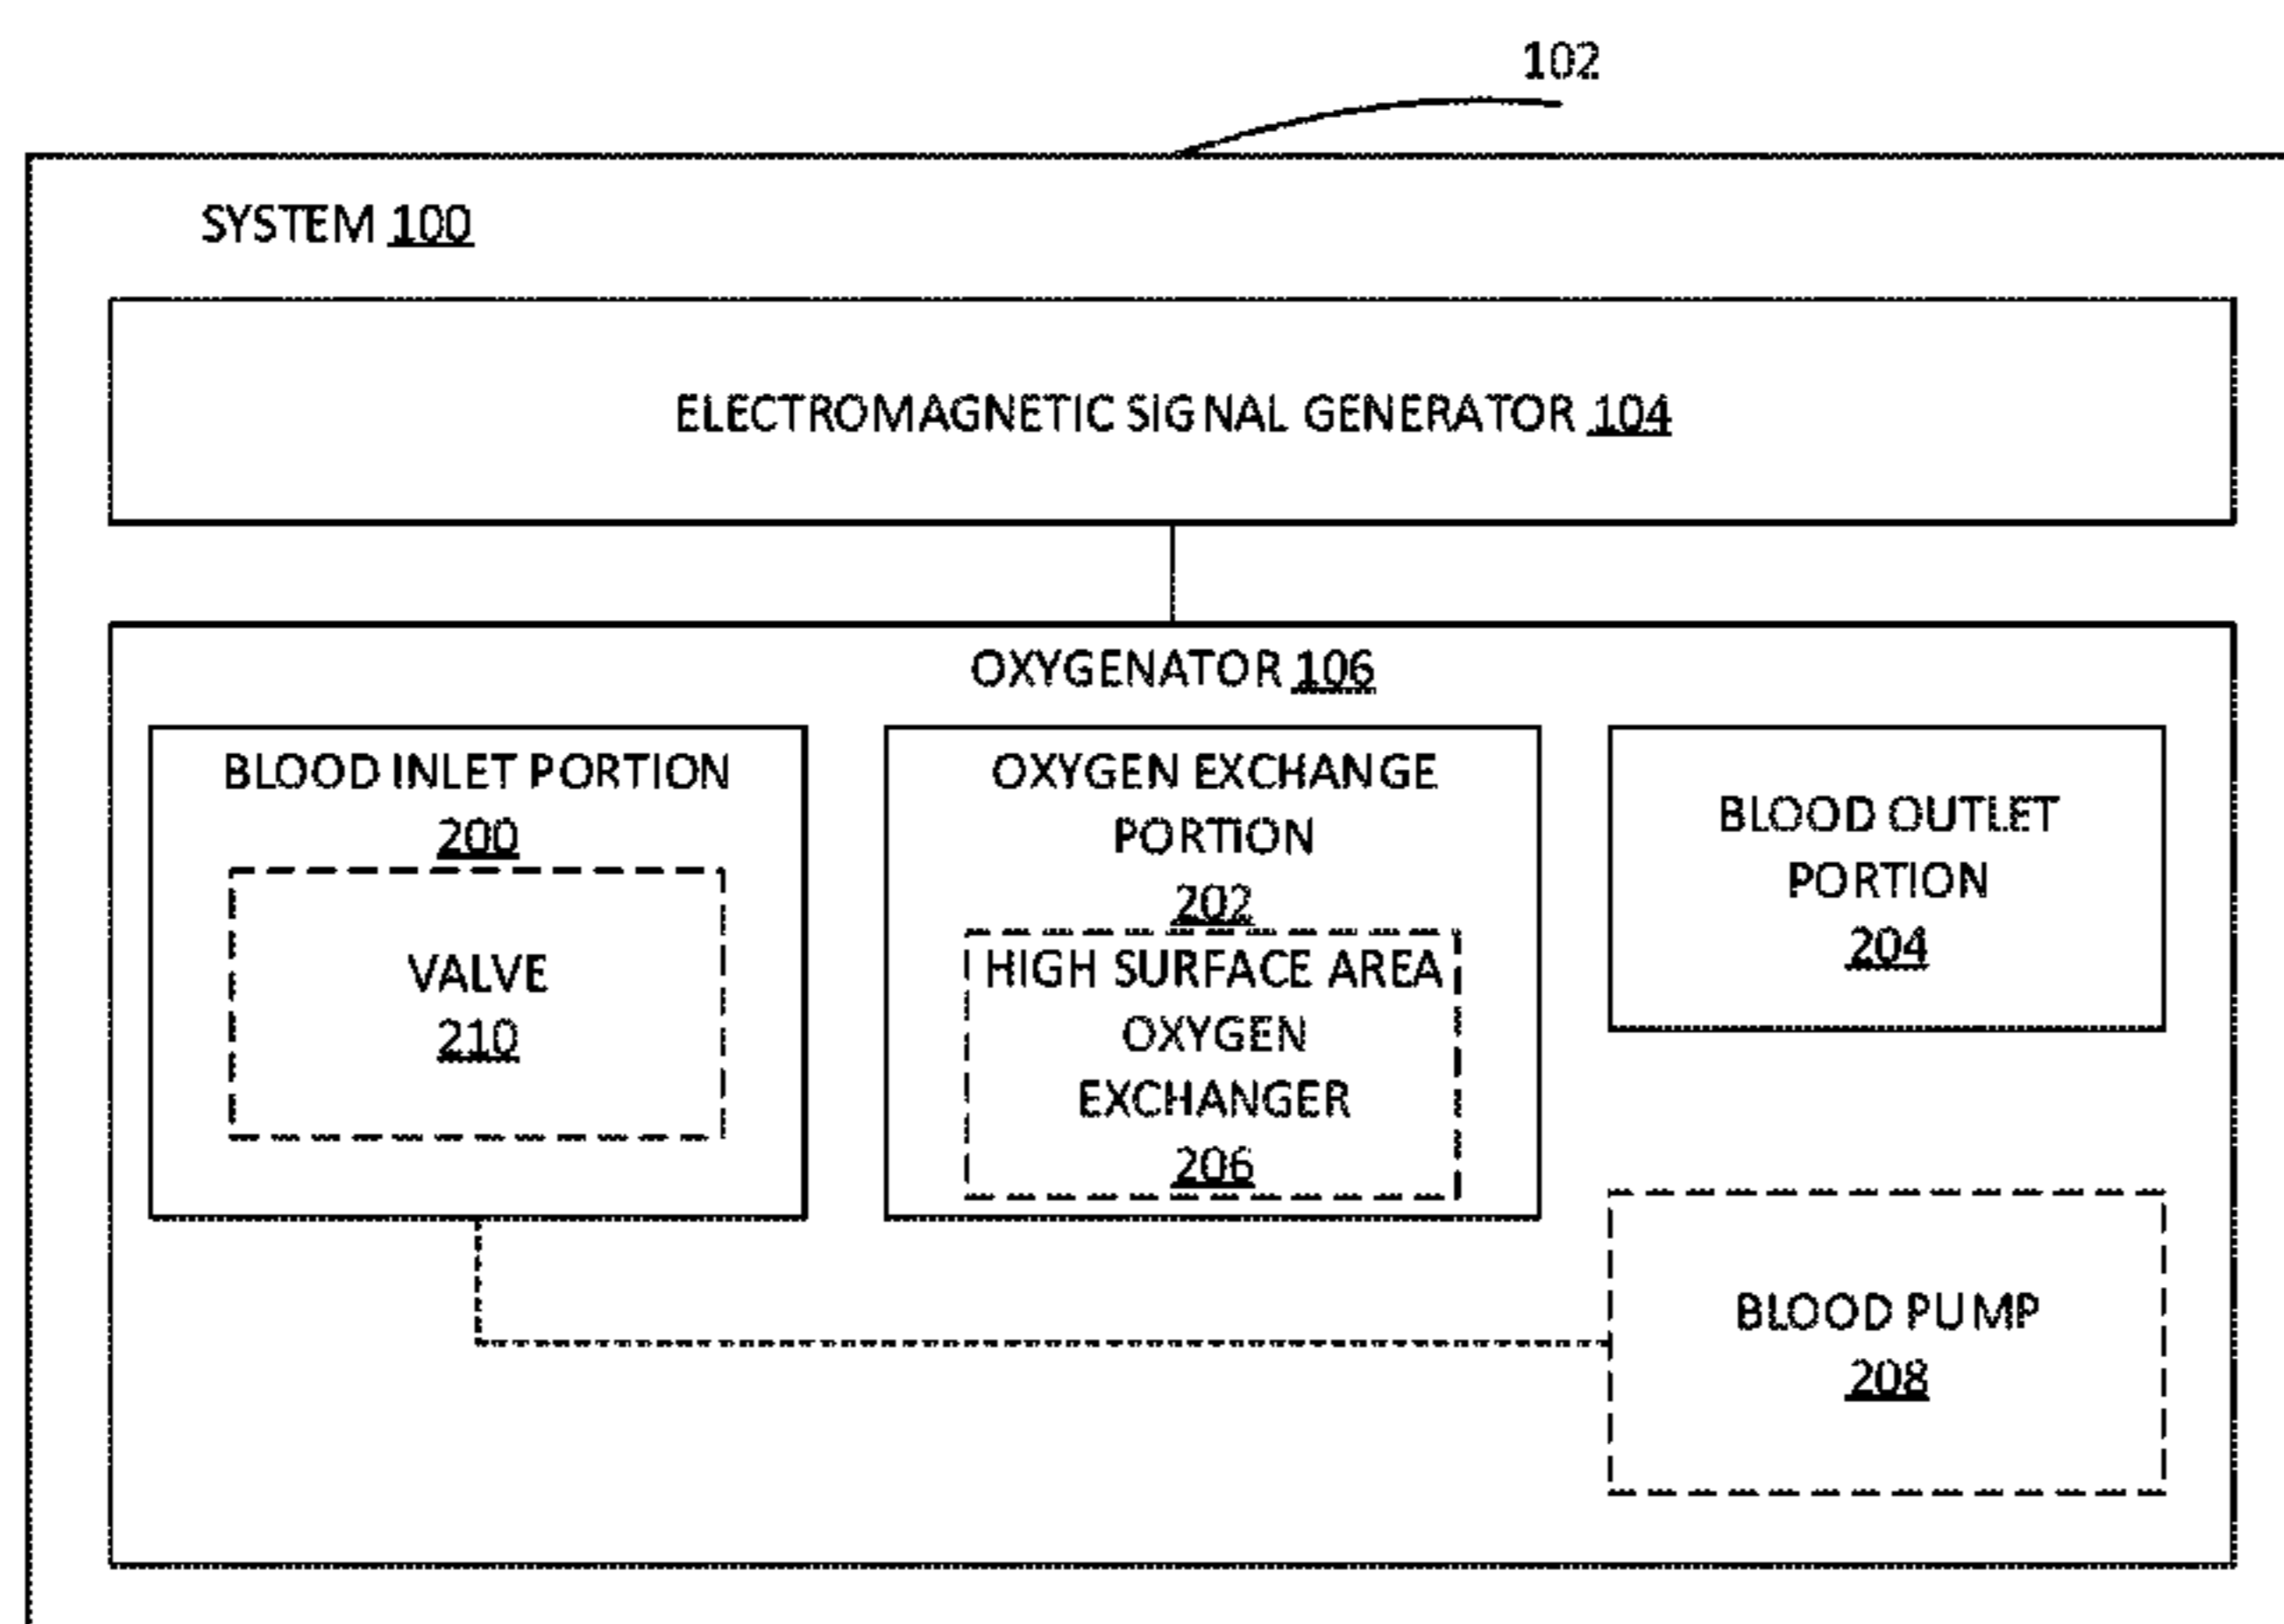 102
SYSTEM 100
ELECTROMAGNETIC SIGNAL GENERATOR 104
OXYGENATOR 106
BLOOD INLET PORTION
200
VALVE
210
OXYGEN EXCHANGE
PORTION
202
HIGH SURFACE AREA
OXYGEN
EXCHANGER
206
BLOOD OUTLET
PORTION
204
BLOOD PUMP
208